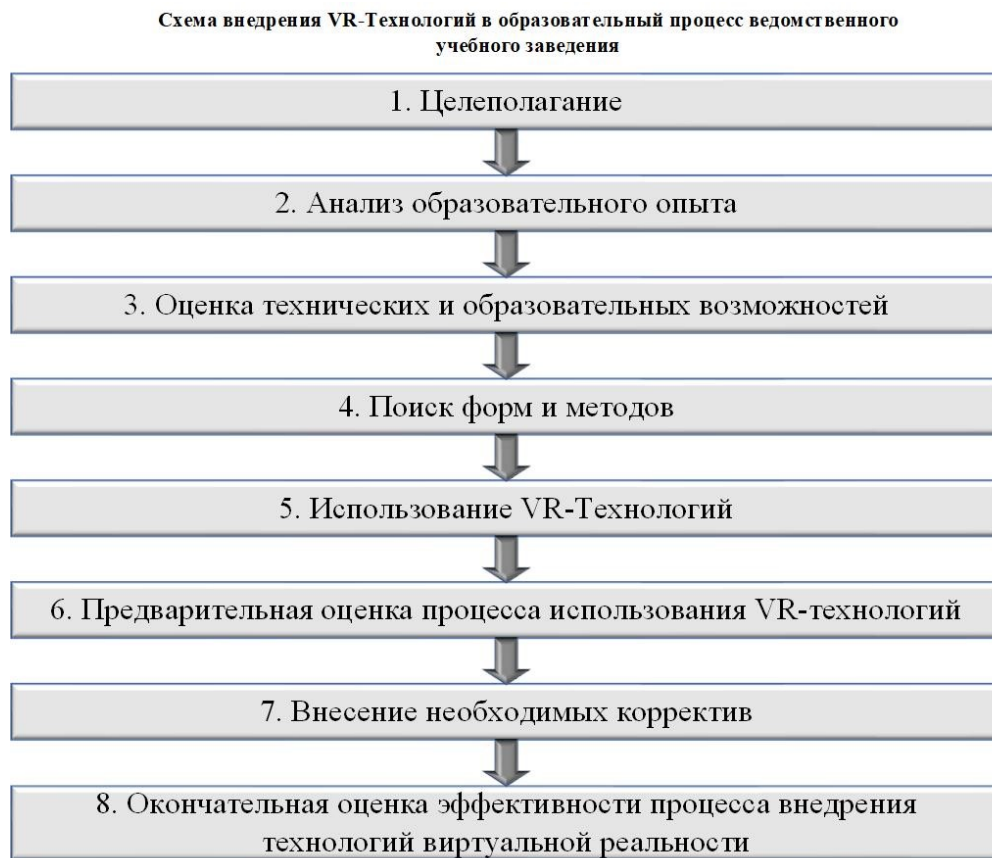 Схема внедрения VR-Технологий в образовательный процесс ведомственного
учебного заведения
1. Целеполагание
2. Анализ образовательного опыта
3. Оценка технических и образовательных возможностей
4. Поиск форм и методов
5. Использование VR-Технологий
6. Предварительная оценка процесса использования VR-технологий
7. Внесение необходимых корректив
8. Окончательная оценка эффективности процесса внедрения
технологий виртуальной реальности